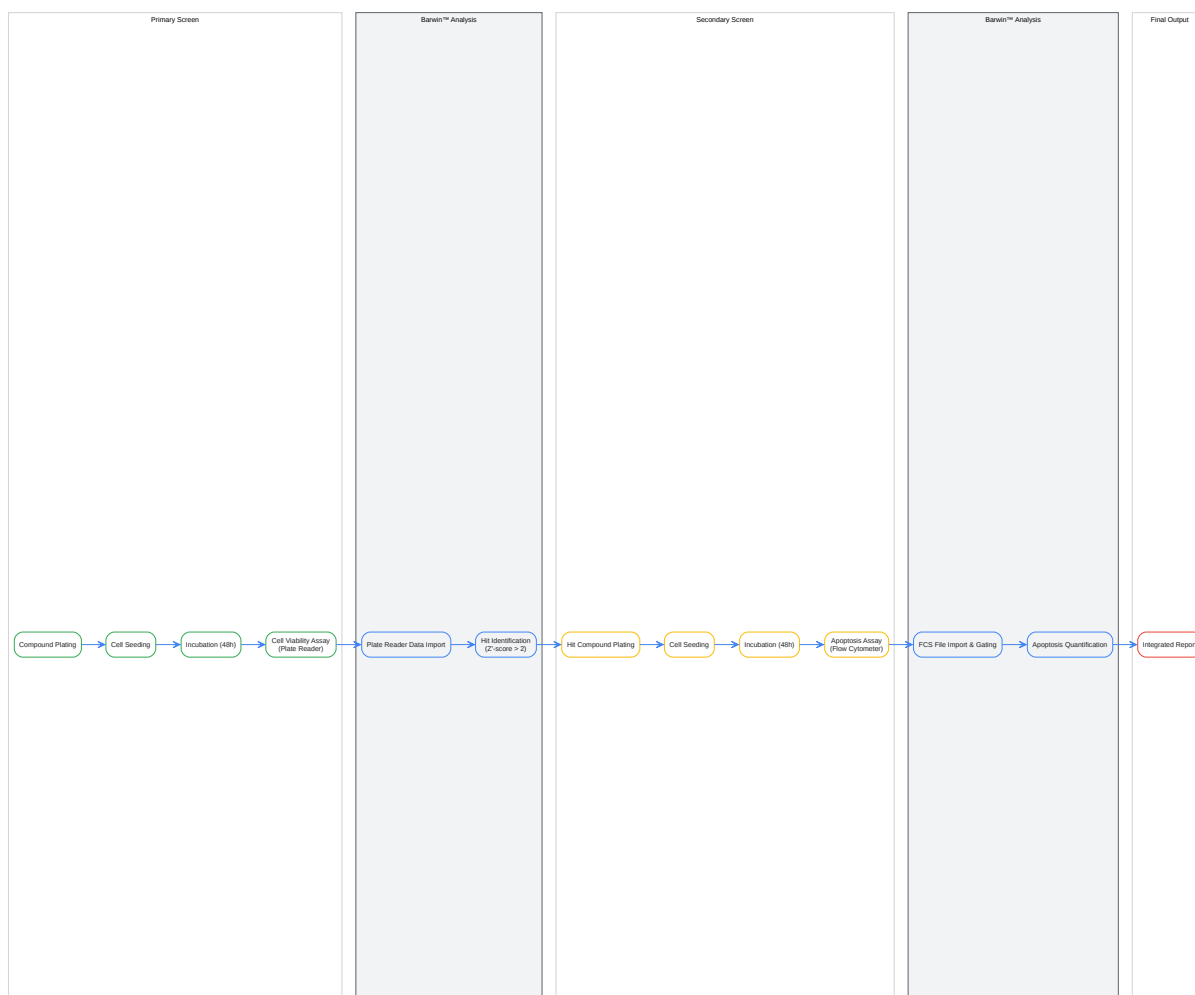 Primary Screen
Barwin™ Analysis
Secondary Screen
Barwin™ Analysis
Final Output
Compound Plating
Cell Seeding
Incubation (48h)
Cell Viability Assay
(Plate Reader)
Plate Reader Data Import
Hit Identification
(Z'-score > 2)
Hit Compound Plating
Cell Seeding
Incubation (48h)
Apoptosis Assay
(Flow Cytometer)
FCS File Import & Gating
Apoptosis Quantification
Integrated Repor